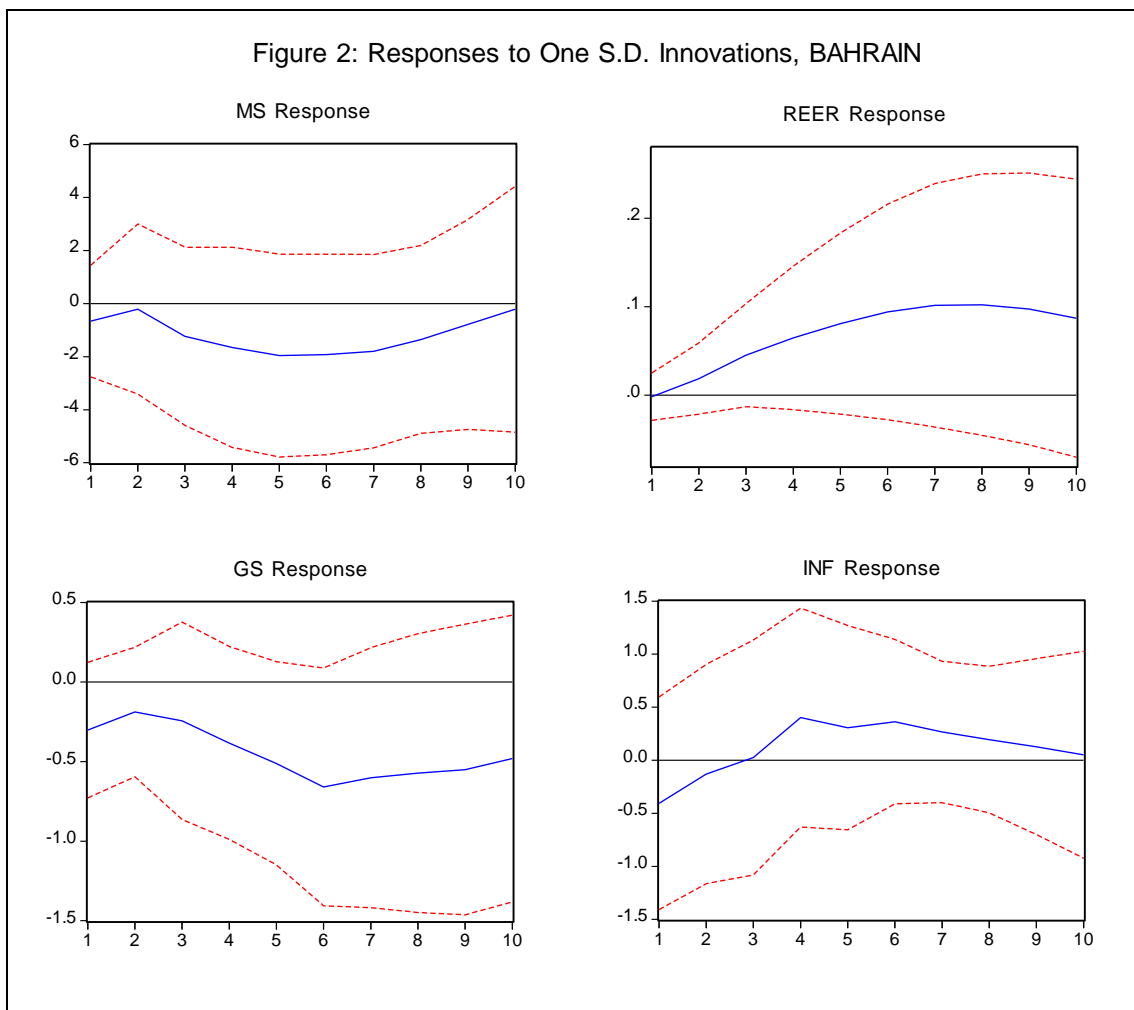 Figure 2: Responses to One S.D. Innovations, BAHRAIN
MS Response
6
4
2
0
-2
-4
-6
1 2 3 4 5 6 7 8 9 10
REER Response
.2
.1
.0
1 2 3 4 5 6 7 8 9 10
GS Response
0.5
0.0
-0.5
-1.0
-1.5
1 2 3 4 5 6 7 8 9 10
INF Response
1.5
1.0
0.5
0.0
-0.5
-1.0
-1.5
1 2 3 4 5 6 7 8 9 10